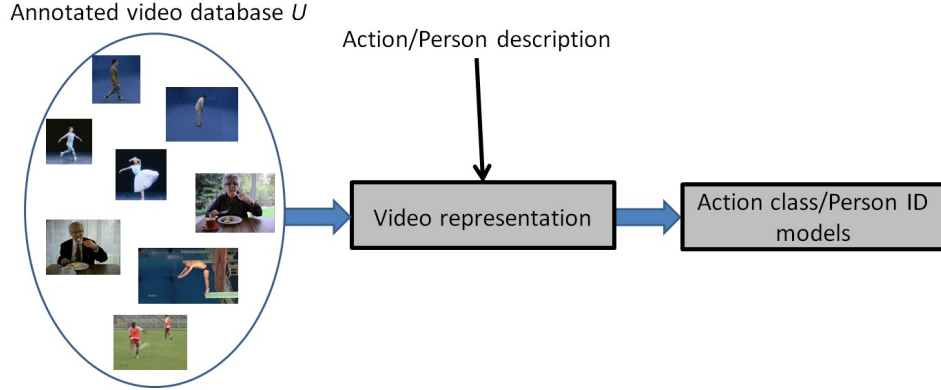 Annotated video database U
Action/Person description
Video representation
Action class/Person ID
models